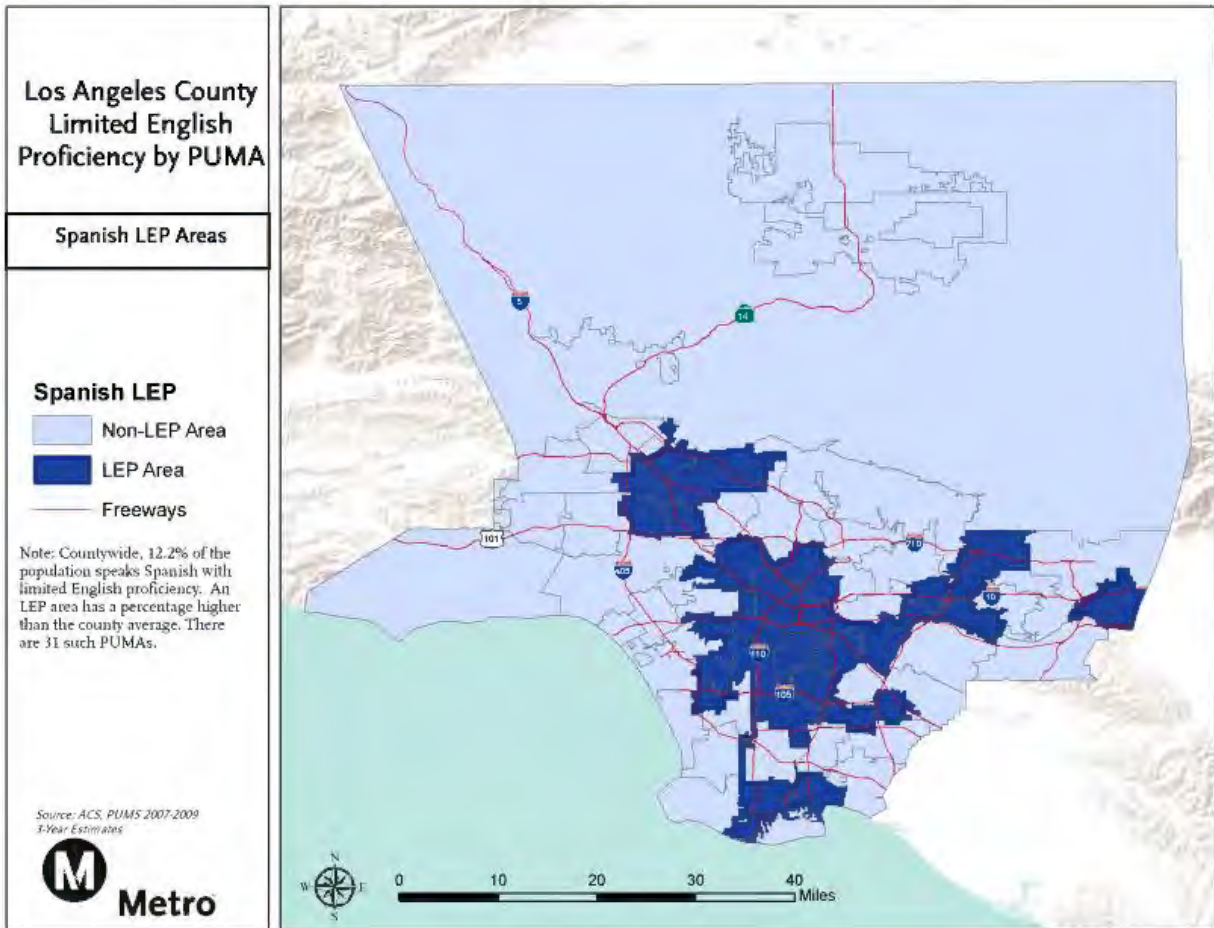 Los Angeles County
Limited English
Proficiency by PUMA
Spanish LEP Areas
Spanish LEP
Non-LEP Area
LEP Area
Freeways
Note: Countywide, 12.2% of the
population speaks Spanish with
limited English proficiency. An
LEP area has a percentage higher
than the county average. There
are 31 such PUMAs.
Source: ACS, PUMS 2007-2009
3-Year Estimates
M
Metro
5
14
101
405
210
10
110
105
N
W E
S
0 10 20 30 40
Miles